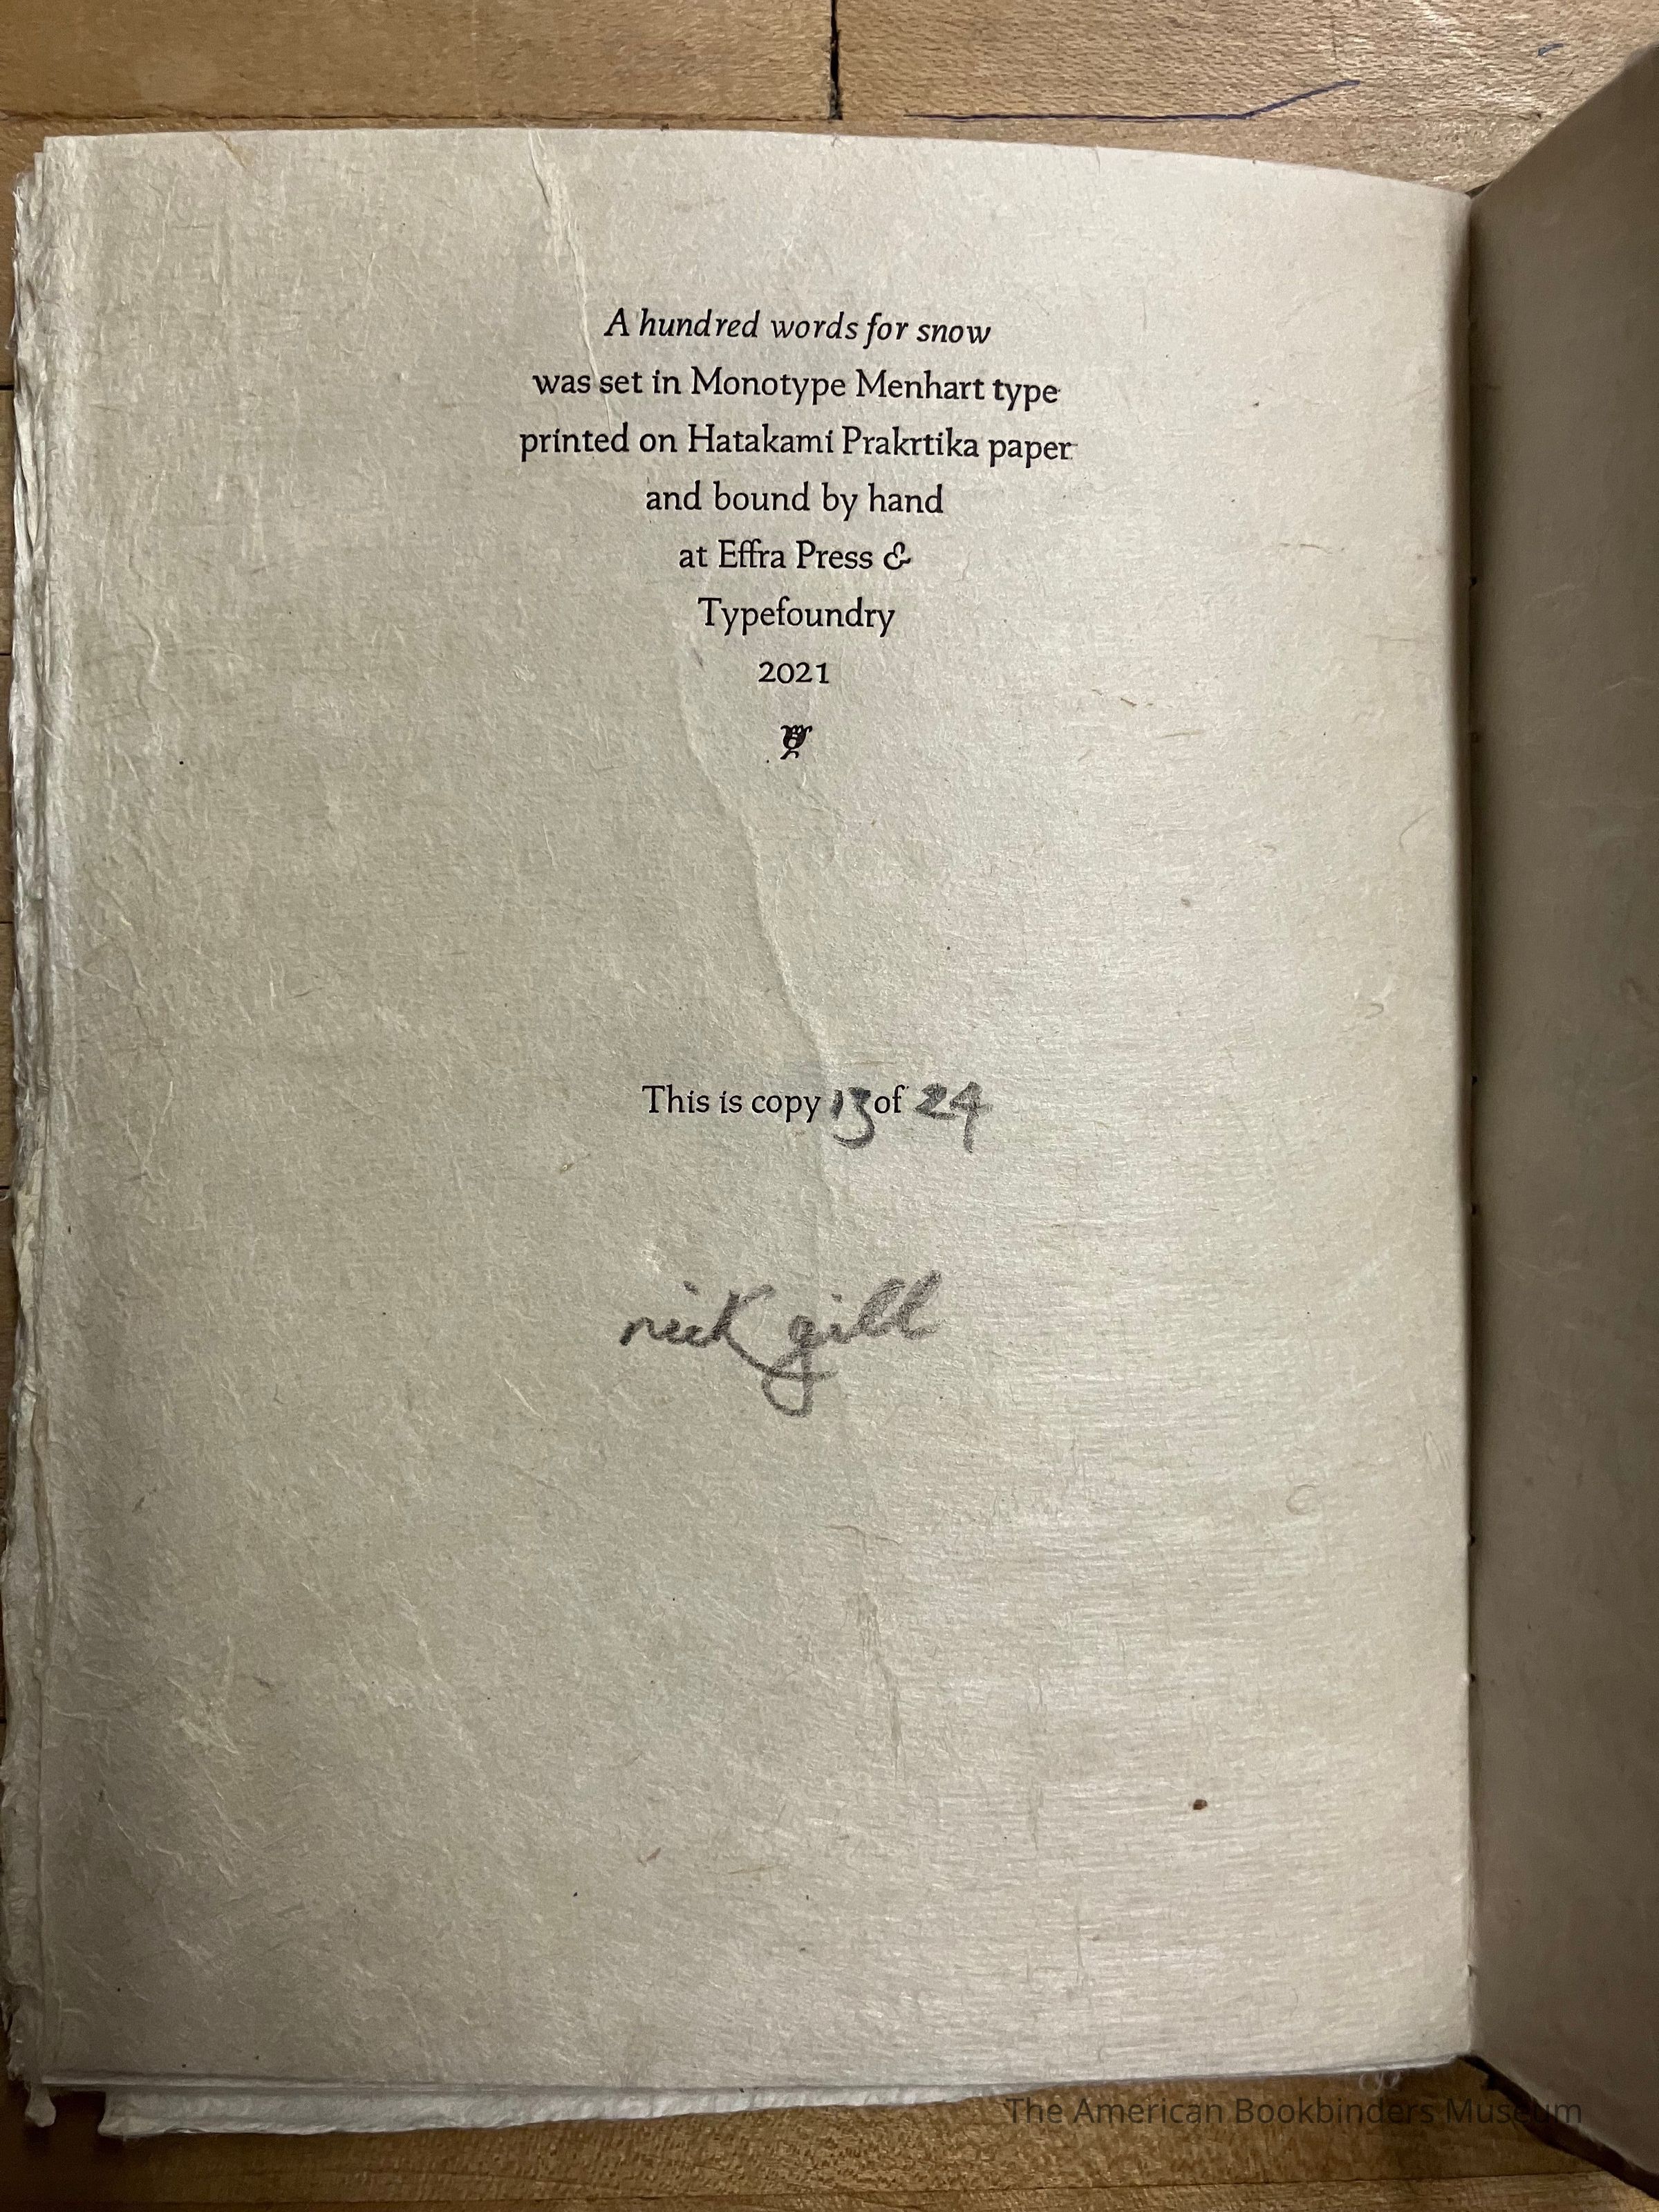 A hundred words for snow
was set in Monotype Menhart type
printed on Hatakami Prakrtika paper
and bound by hand
at Effra Press &
Typefoundry
2021
This is copy 13 of 24
nick gill
The American Bookbinders Museum